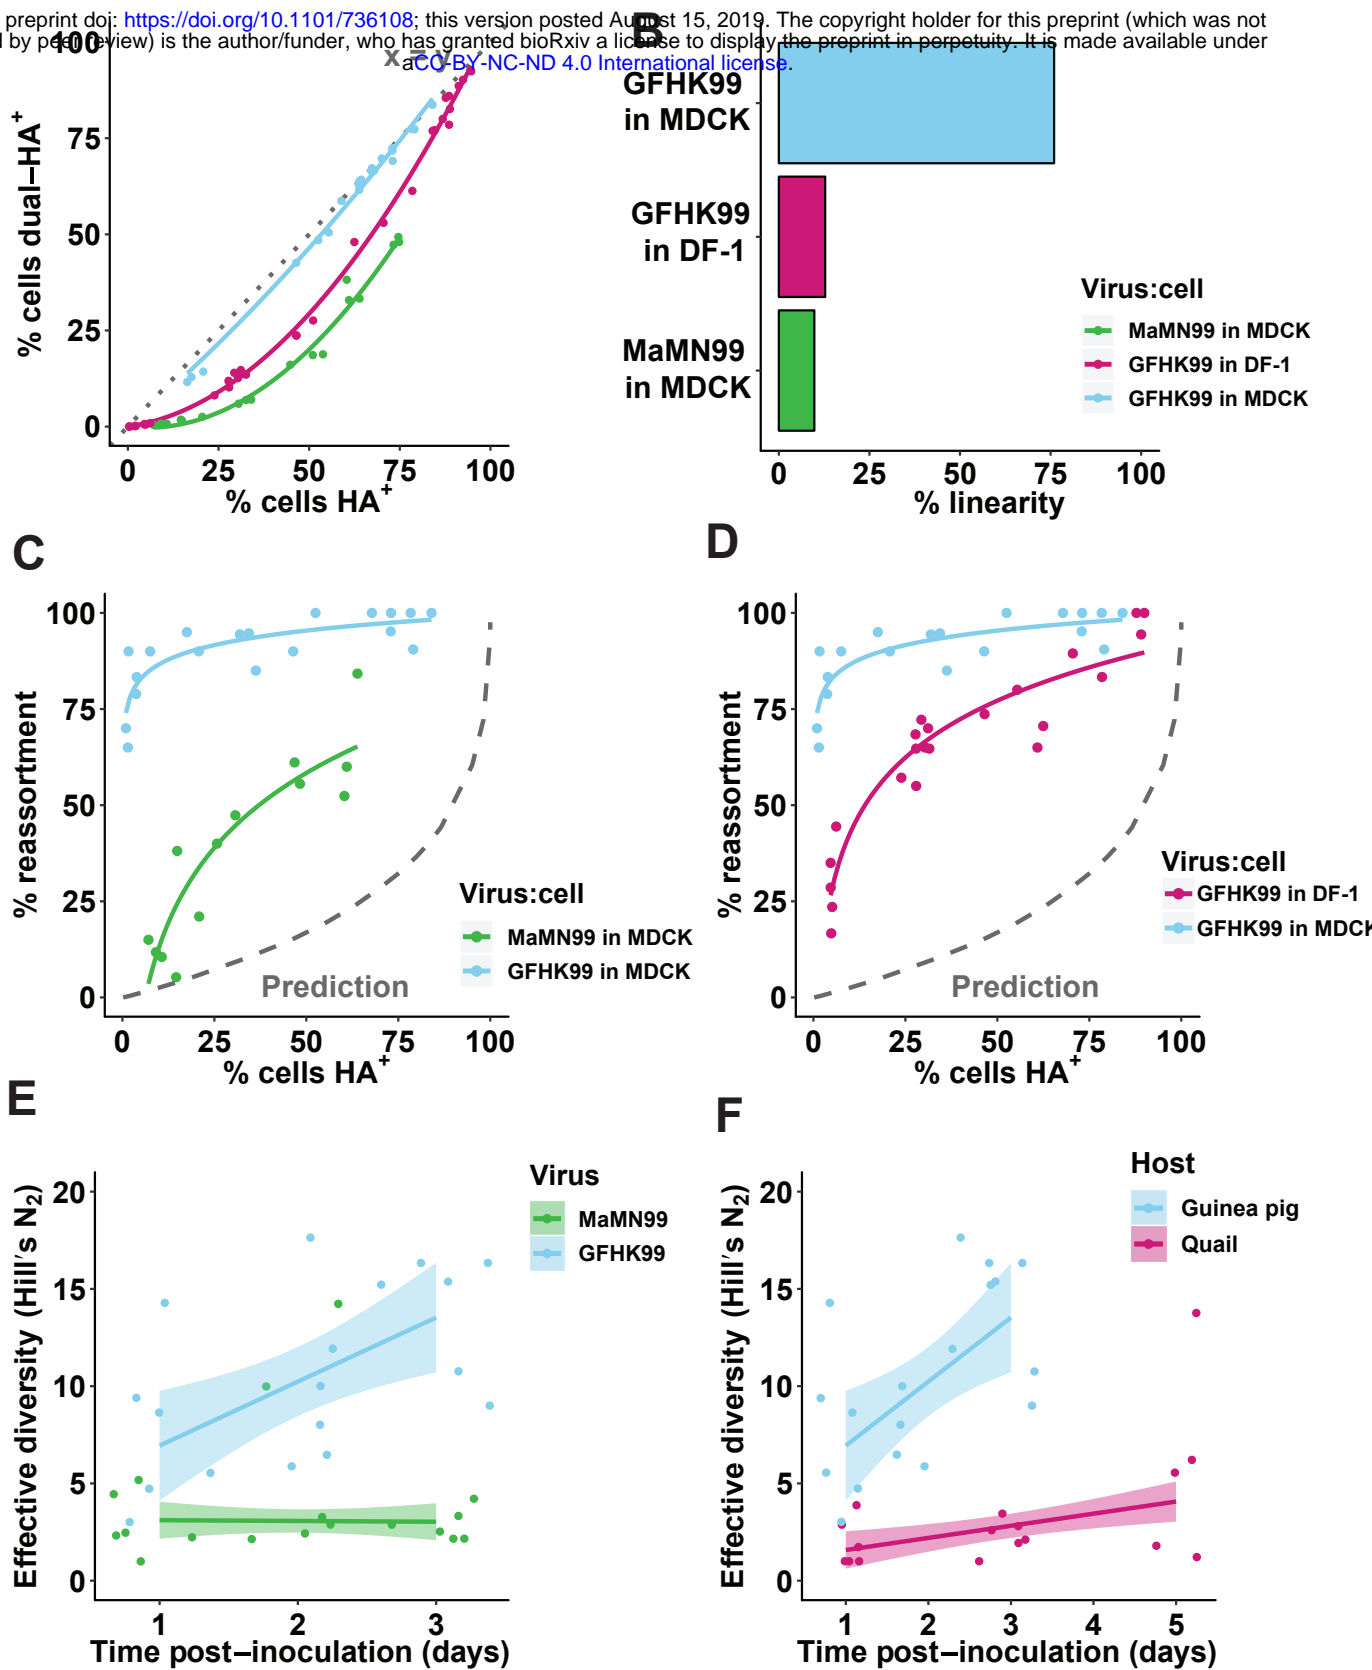 preprint doi: https://doi.org/10.1101/736108; this version posted August 15, 2019. The copyright holder for this preprint (which was not
by peer review) is the author/funder, who has granted bioRxiv a license to display the preprint in perpetuity. It is made available under
aCC-BY-NC-ND 4.0 International license.
x = y
% cells dual−HA+
100
75
50
25
0
0 25 50 75 100
% cells HA+
B
GFHK99
in MDCK
GFHK99
in DF-1
MaMN99
in MDCK
0 25 50 75 100
% linearity
Virus:cell
MaMN99 in MDCK
GFHK99 in DF-1
GFHK99 in MDCK
C
% reassortment
100
75
50
25
0
0 25 50 75 100
% cells HA+
Prediction
Virus:cell
MaMN99 in MDCK
GFHK99 in MDCK
D
% reassortment
100
75
50
25
0
0 25 50 75 100
% cells HA+
Prediction
Virus:cell
GFHK99 in DF-1
GFHK99 in MDCK
E
Effective diversity (Hill's N2)
20
15
10
5
0
1 2 3
Time post−inoculation (days)
Virus
MaMN99
GFHK99
F
Effective diversity (Hill's N2)
20
15
10
5
0
1 2 3 4 5
Time post−inoculation (days)
Host
Guinea pig
Quail